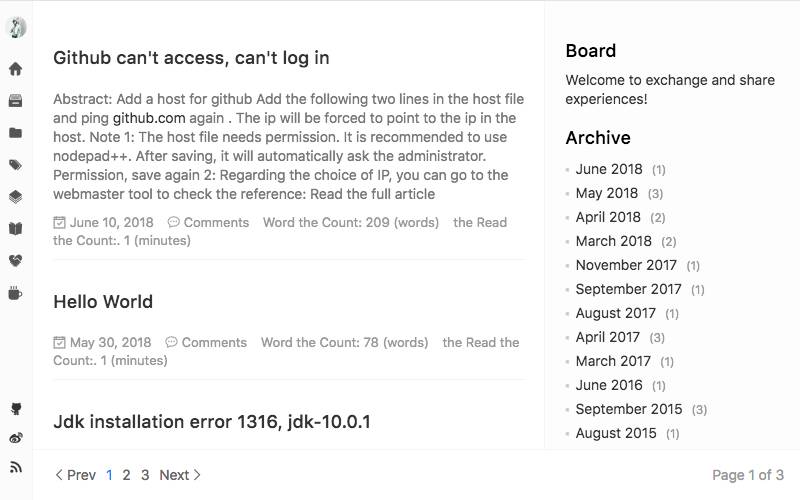 Github can't access, can't log in
Abstract: Add a host for github Add the following two lines in the host file
and ping github.com again . The ip will be forced to point to the ip in the
host. Note 1: The host file needs permission. It is recommended to use
nodepad++. After saving, it will automatically ask the administrator.
Permission, save again 2: Regarding the choice of IP, you can go to the
webmaster tool to check the reference: Read the full article
June 10, 2018 Comments Word the Count: 209 (words) the Read
the Count:. 1 (minutes)
Hello World
May 30, 2018 Comments Word the Count: 78 (words) the Read the
Count:. 1 (minutes)
Jdk installation error 1316, jdk-10.0.1
Prev 1 2 3 Next
Board
Welcome to exchange and share
experiences!
Archive
June 2018 (1)
May 2018 (3)
April 2018 (2)
March 2018 (2)
November 2017 (1)
September 2017 (1)
August 2017 (1)
April 2017 (3)
March 2017 (1)
June 2016 (1)
September 2015 (3)
August 2015 (1)
Page 1 of 3